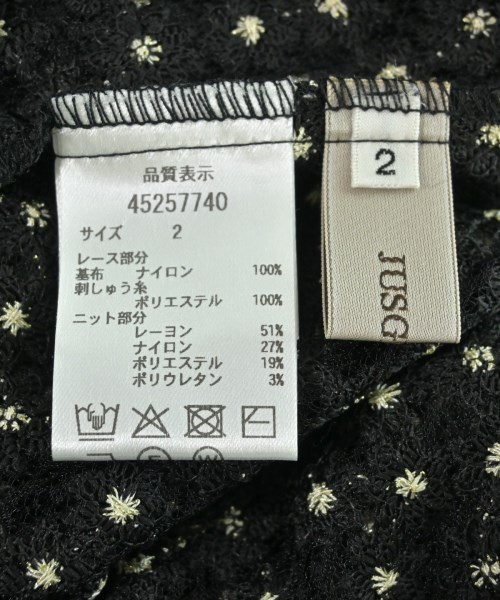 品質表示
45257740
サイズ 2
レース部分
基布 ナイロン 100%
刺しゅう糸
ポリエステル 100%
ニット部分
レーヨン 51%
ナイロン 27%
ポリエステル 19%
ポリウレタン 3%
2
IUSG